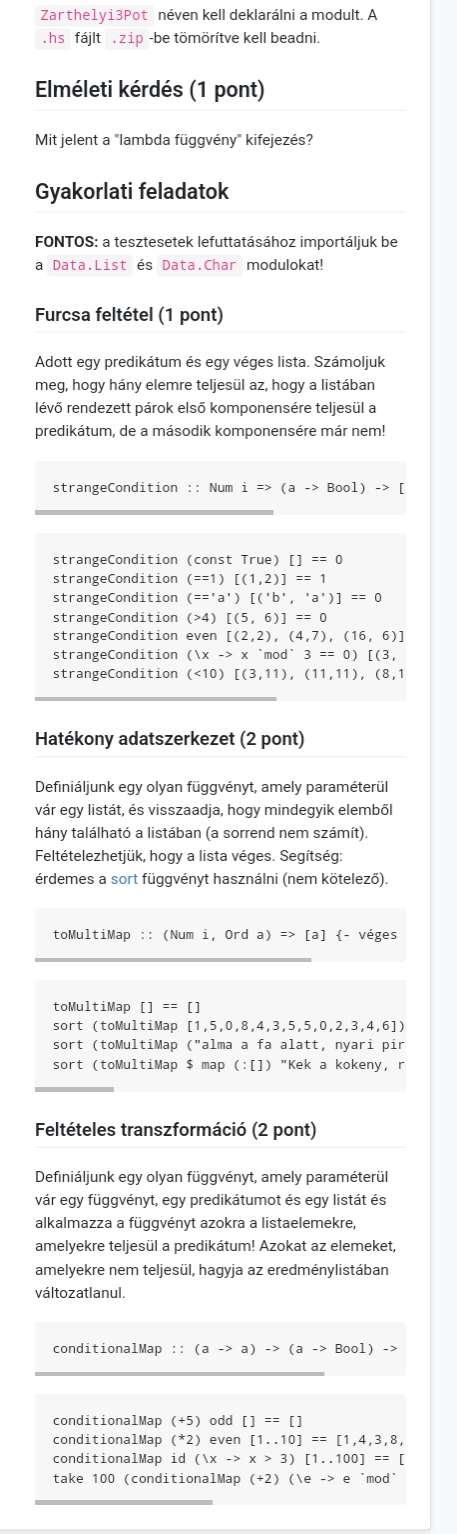 Zarthelyi3Pot néven kell deklarálni a modult. A
.hs fájlt .zip -be tömörítve kell beadni.
Elméleti kérdés (1 pont)
Mit jelent a "lambda függvény" kifejezés?
Gyakorlati feladatok
FONTOS: a tesztesetek lefuttatásához importáljuk be
a Data.List és Data.Char modulokat!
Furcsa feltétel (1 pont)
Adott egy predikátum és egy véges lista. Számoljuk
meg, hogy hány elemre teljesül az, hogy a listában
lévő rendezett párok első komponensére teljesül a
predikátum, de a második komponensére már nem!
strangeCondition :: Num i => (a -> Bool) -> [
strangeCondition (const True) [] == 0
strangeCondition (==1) [(1,2)] == 1
strangeCondition (=='a') [('b', 'a')] == 0
strangeCondition (>4) [(5, 6)] == 0
strangeCondition even [(2,2), (4,7), (16, 6)]
strangeCondition (\x -> x `mod` 3 == 0) [(3,
strangeCondition (<10) [(3,11), (11,11), (8,1
Hatékony adatszerkezet (2 pont)
Definiáljunk egy olyan függvényt, amely paraméterül
vár egy listát, és visszaadja, hogy mindegyik elemből
hány található a listában (a sorrend nem számít).
Feltételezhetjük, hogy a lista véges. Segítség:
érdemes a sort függvényt használni (nem kötelező).
toMultiMap :: (Num i, Ord a) => [a] {- véges
toMultiMap [] == []
sort (toMultiMap [1,5,0,8,4,3,5,5,0,2,3,4,6])
sort (toMultiMap ("alma a fa alatt, nyari pir
sort (toMultiMap $ map (:[]) "Kek a kokeny, r
Feltételes transzformáció (2 pont)
Definiáljunk egy olyan függvényt, amely paraméterül
vár egy függvényt, egy predikátumot és egy listát és
alkalmazza a függvényt azokra a listaelemekre,
amelyekre teljesül a predikátum! Azokat az elemeket,
amelyekre nem teljesül, hagyja az eredménylistában
változatlanul.
conditionalMap :: (a -> a) -> (a -> Bool) ->
conditionalMap (+5) odd [] == []
conditionalMap (*2) even [1..10] == [1,4,3,8,
conditionalMap id (\x -> x > 3) [1..100] == [
take 100 (conditionalMap (+2) (\e -> e `mod`